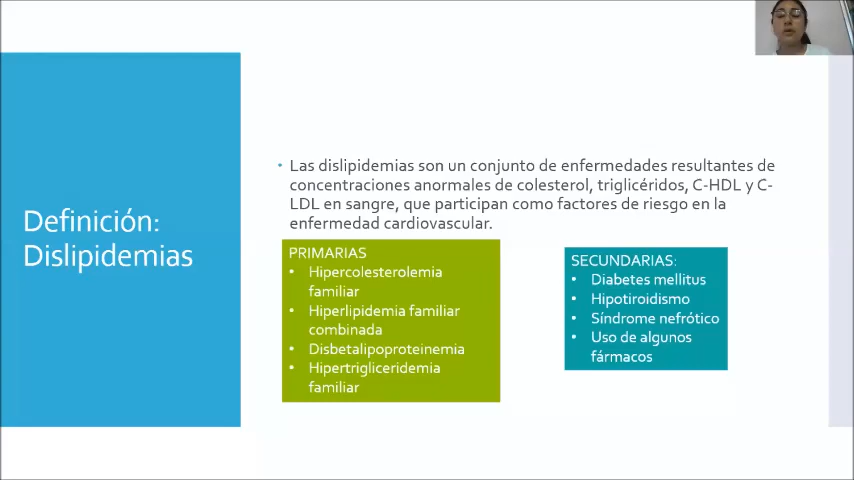 Definición:
Dislipidemias
• Las dislipidemias son un conjunto de enfermedades resultantes de
concentraciones anormales de colesterol, triglicéridos, C-HDL y C-
LDL en sangre, que participan como factores de riesgo en la
enfermedad cardiovascular.
PRIMARIAS
• Hipercolesterolemia
familiar
• Hiperlipidemia familiar
combinada
• Disbetalipoproteinemia
• Hipertrigliceridemia
familiar
SECUNDARIAS:
• Diabetes mellitus
• Hipotiroidismo
• Síndrome nefrótico
• Uso de algunos
fármacos